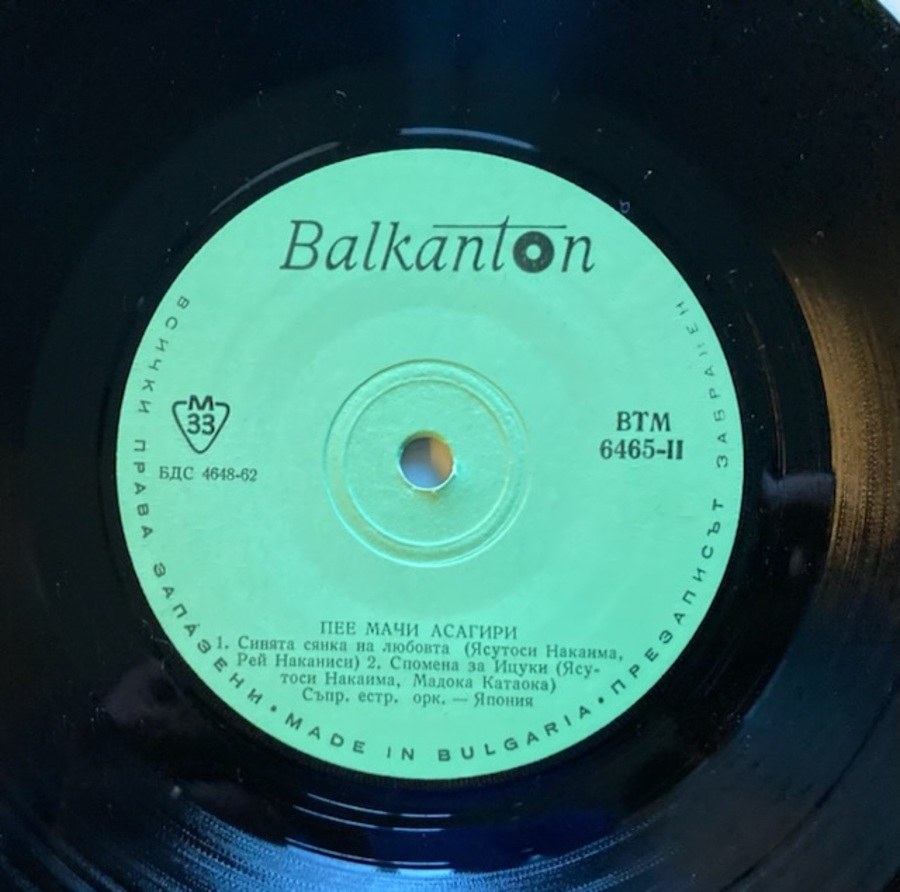 Balkanton
ВСИЧКИ ПРАВА ЗАПАЗЕНИ • MADE IN BULGARIA • ПРЕЗАПИСЪТ ЗАБРАНЕН
М
33
БДС 4648-62
ВТМ
6465-II
ПЕЕ МАЧИ АСАГИРИ
1. Синята сянка на любовта (Ясутоси Накаима,
Рей Наканиси) 2. Спомена за Ицуки (Ясу-
тоси Накаима, Мадока Катаока)
Съпр. естр. орк. — Япония